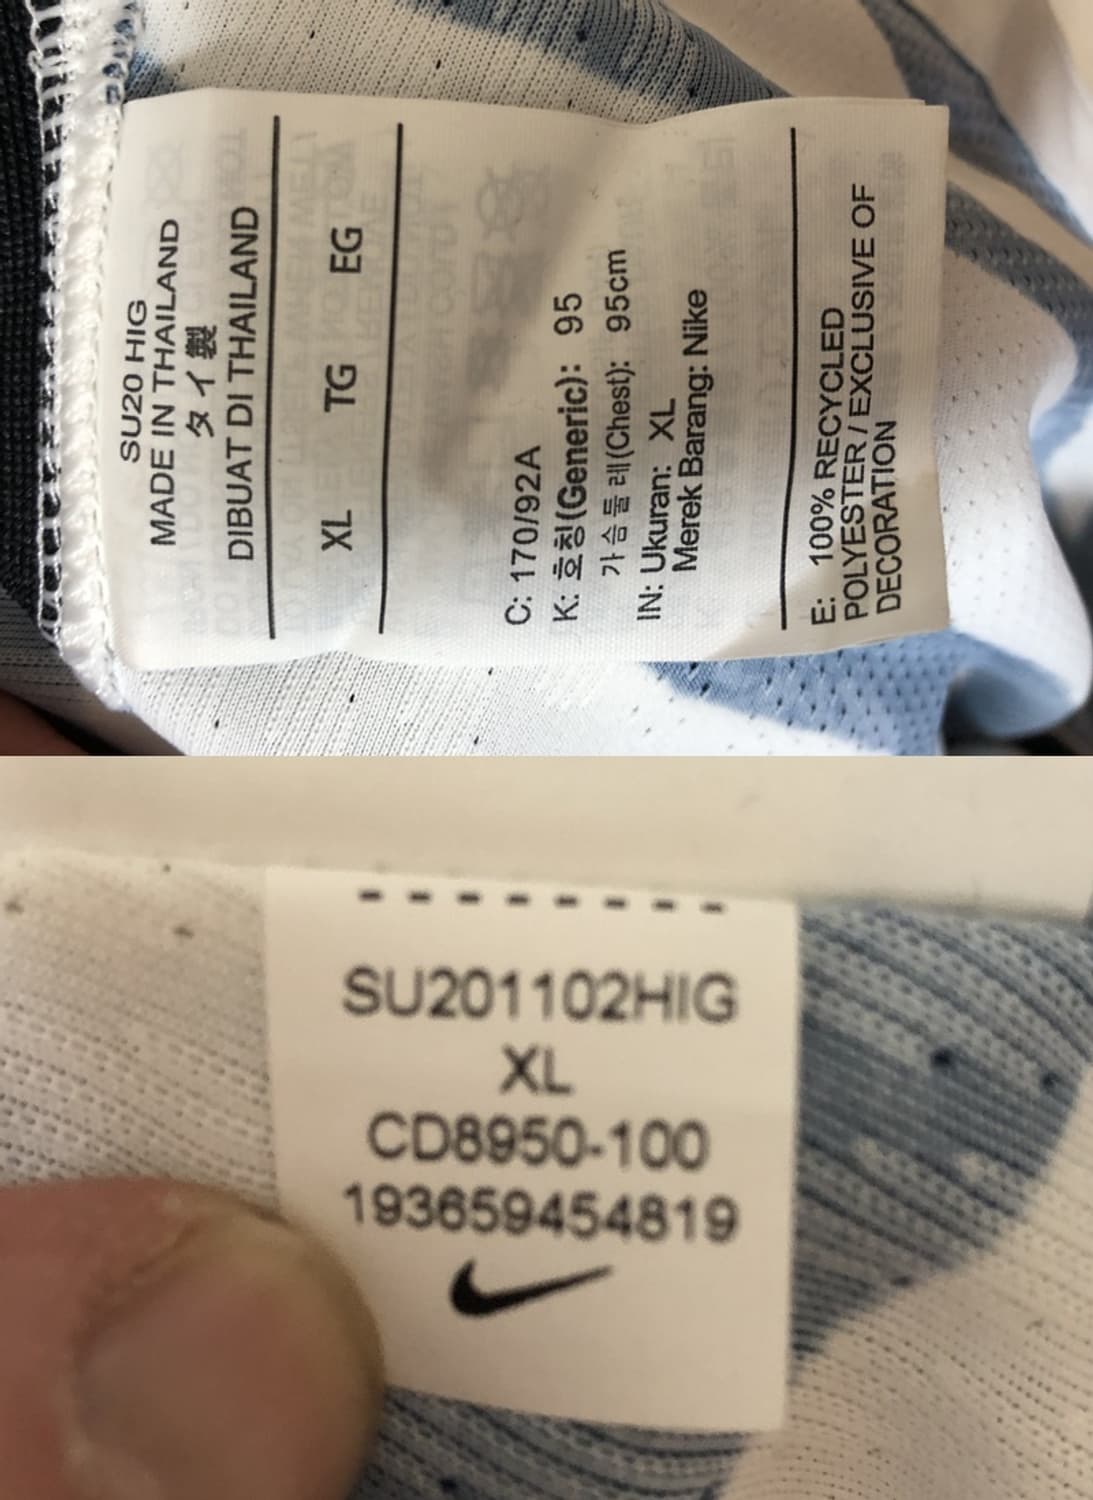 SU20 HIG
MADE IN THAILAND
タイ製
DIBUAT DI THAILAND
XL TG EG
C: 170/92A
K: 호칭(Generic): 95
가슴둘레(Chest): 95cm
IN: Ukuran: XL
Merek Barang: Nike
E: 100% RECYCLED
POLYESTER / EXCLUSIVE OF
DECORATION
SU201102HIG
XL
CD8950-100
193659454819